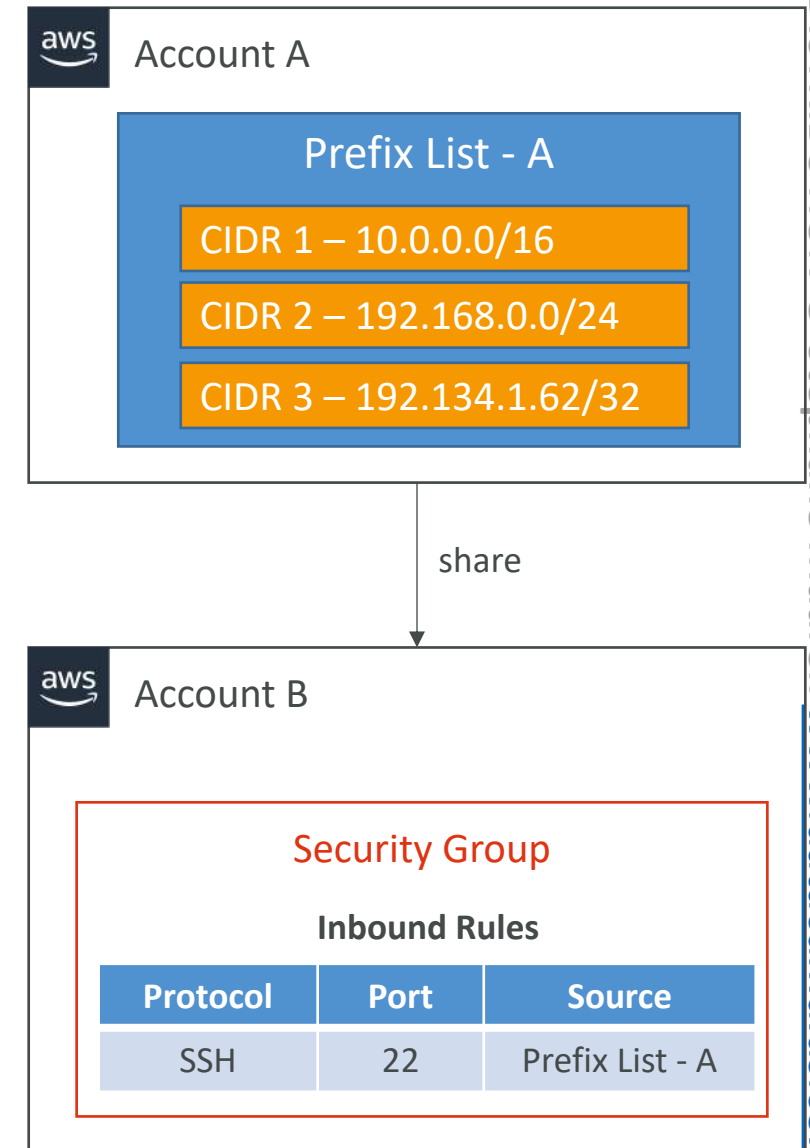 aws
Account A
Prefix List - A
CIDR 1 – 10.0.0.0/16
CIDR 2 – 192.168.0.0/24
CIDR 3 – 192.134.1.62/32
share
aws
Account B
Security Group
Inbound Rules
Protocol Port Source
SSH 22 Prefix List - A